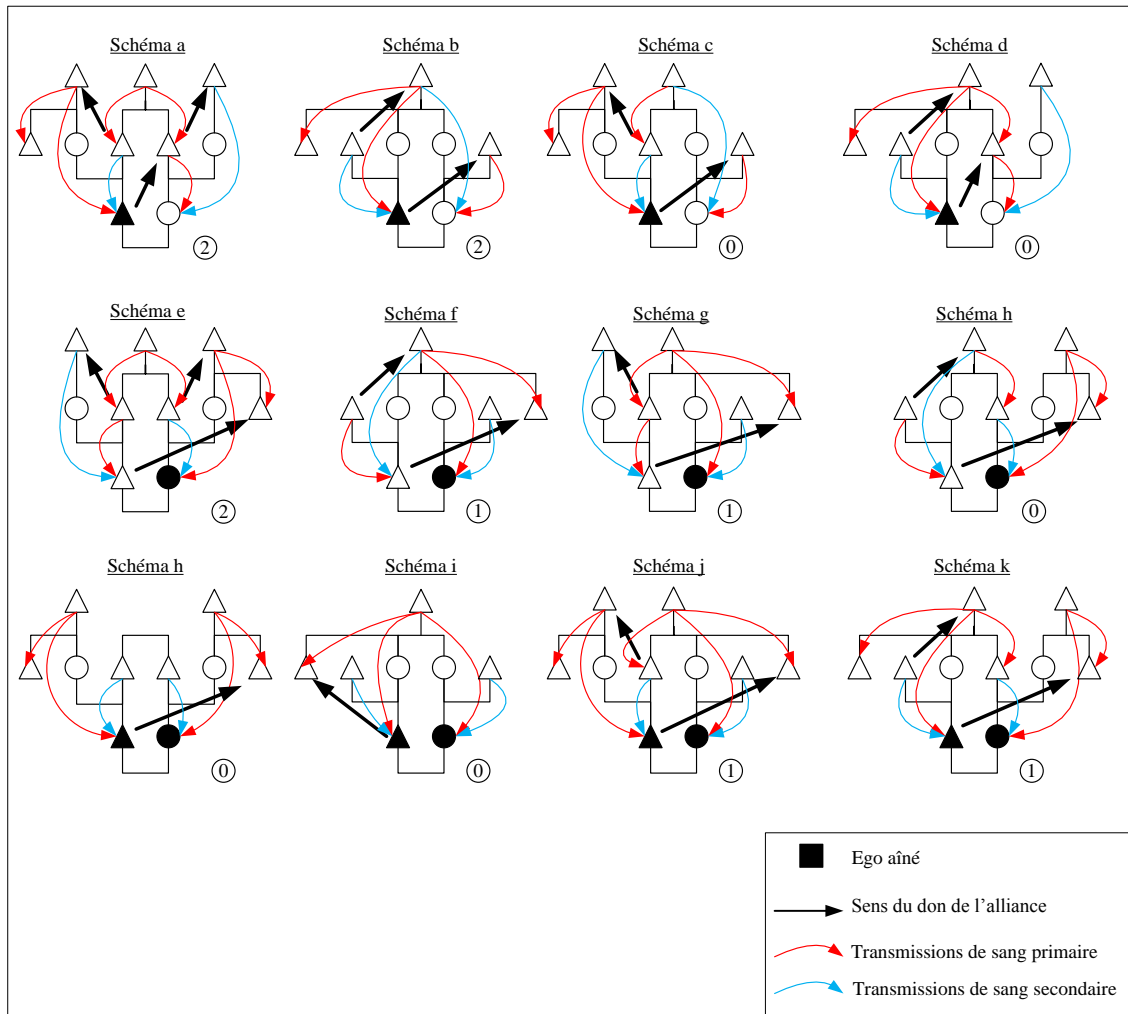 Schéma a
Schéma b
Schéma c
Schéma d
2
2
0
0
Schéma e
Schéma f
Schéma g
Schéma h
2
1
1
0
Schéma h
Schéma i
Schéma j
Schéma k
0
0
1
1
Ego aîné
Sens du don de l'alliance
Transmissions de sang primaire
Transmissions de sang secondaire